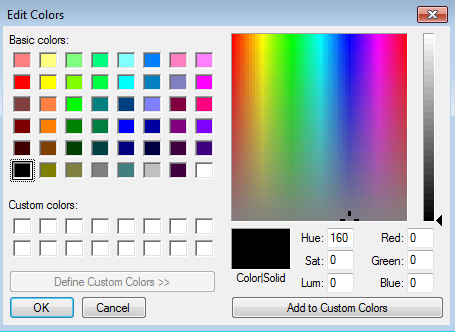 Edit Colors
Basic colors:
Custom colors:
Define Custom Colors >>
OK
Cancel
Color|Solid
Hue: 160
Sat: 0
Lum: 0
Red: 0
Green: 0
Blue: 0
Add to Custom Colors